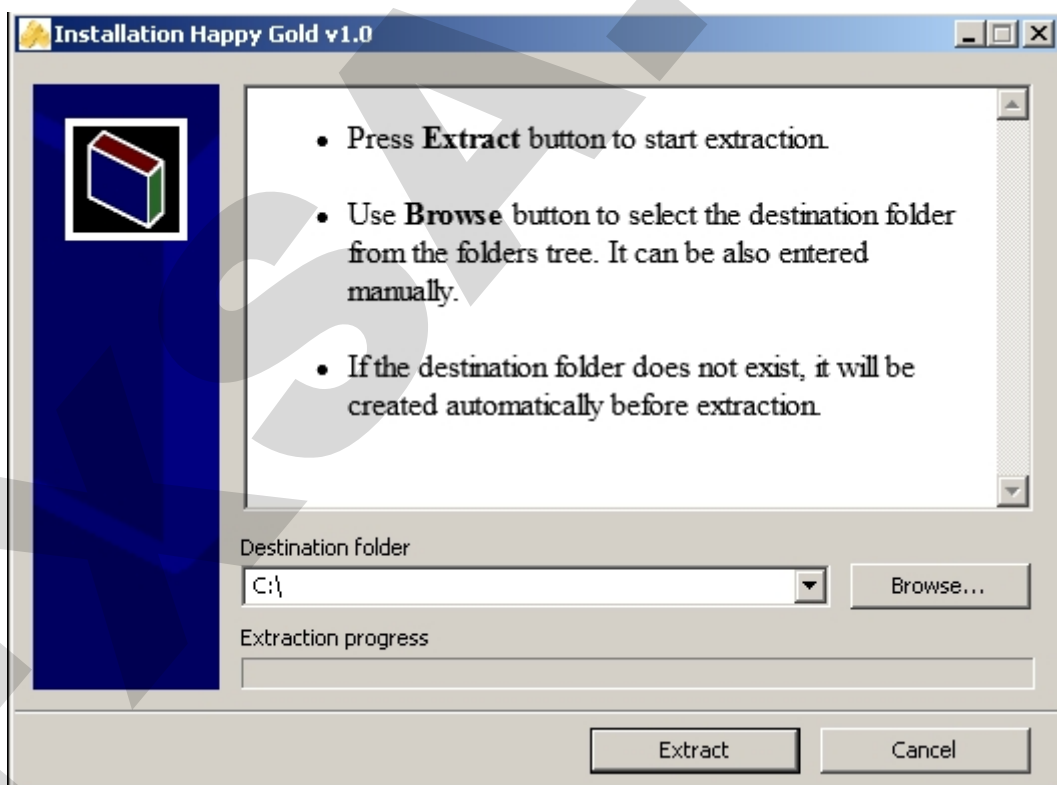 Installation Happy Gold v1.0
• Press Extract button to start extraction.
• Use Browse button to select the destination folder
from the folders tree. It can be also entered
manually.
• If the destination folder does not exist, it will be
created automatically before extraction.
Destination folder
C:\
Browse...
Extraction progress
Extract
Cancel